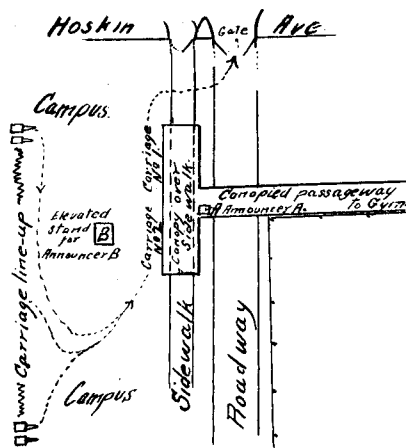 Hoskin Ave
Gate
Campus
Carriage No 1.
Carriage No 2
Canopy over Sidewalk
Canopied passageway
to Gym
A Announcer A.
Elevated
Stand
for
Announcer B
B
Carriage line-up
Campus
Sidewalk
Roadway